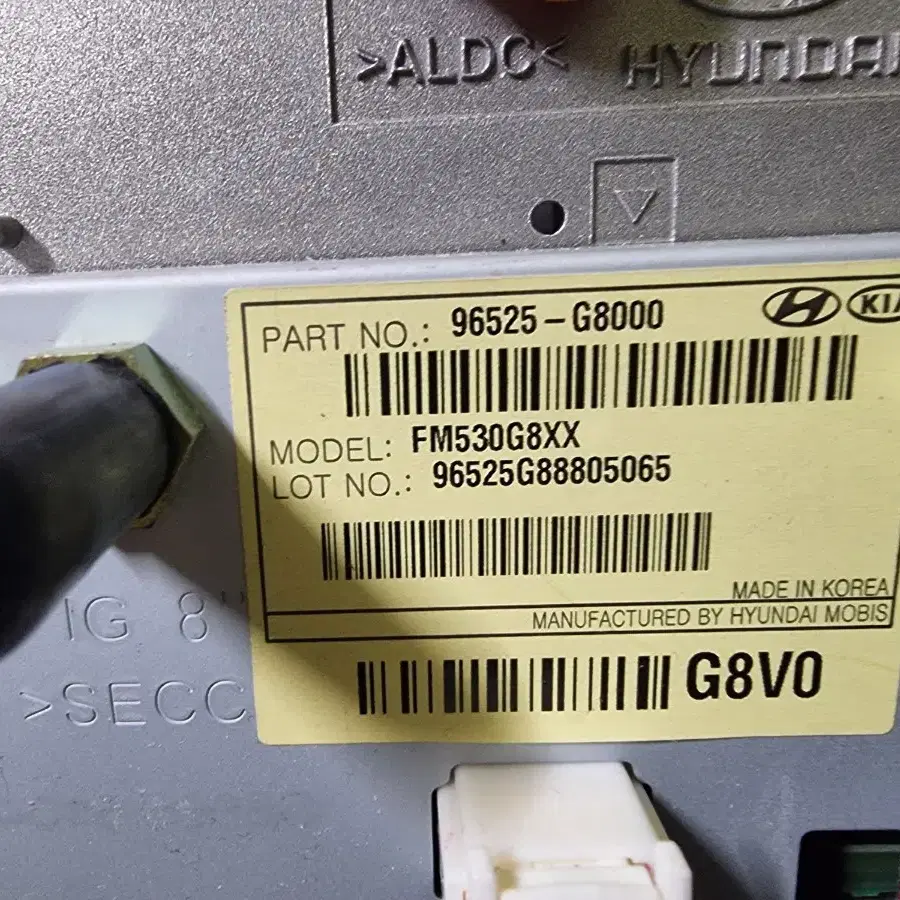 >ALDC< HYUNDAI
PART NO.: 96525-G8000
KIA
MODEL: FM530G8XX
LOT NO.: 96525G88805065
MADE IN KOREA
MANUFACTURED BY HYUNDAI MOBIS
G8V0
IG 8"
>SECC